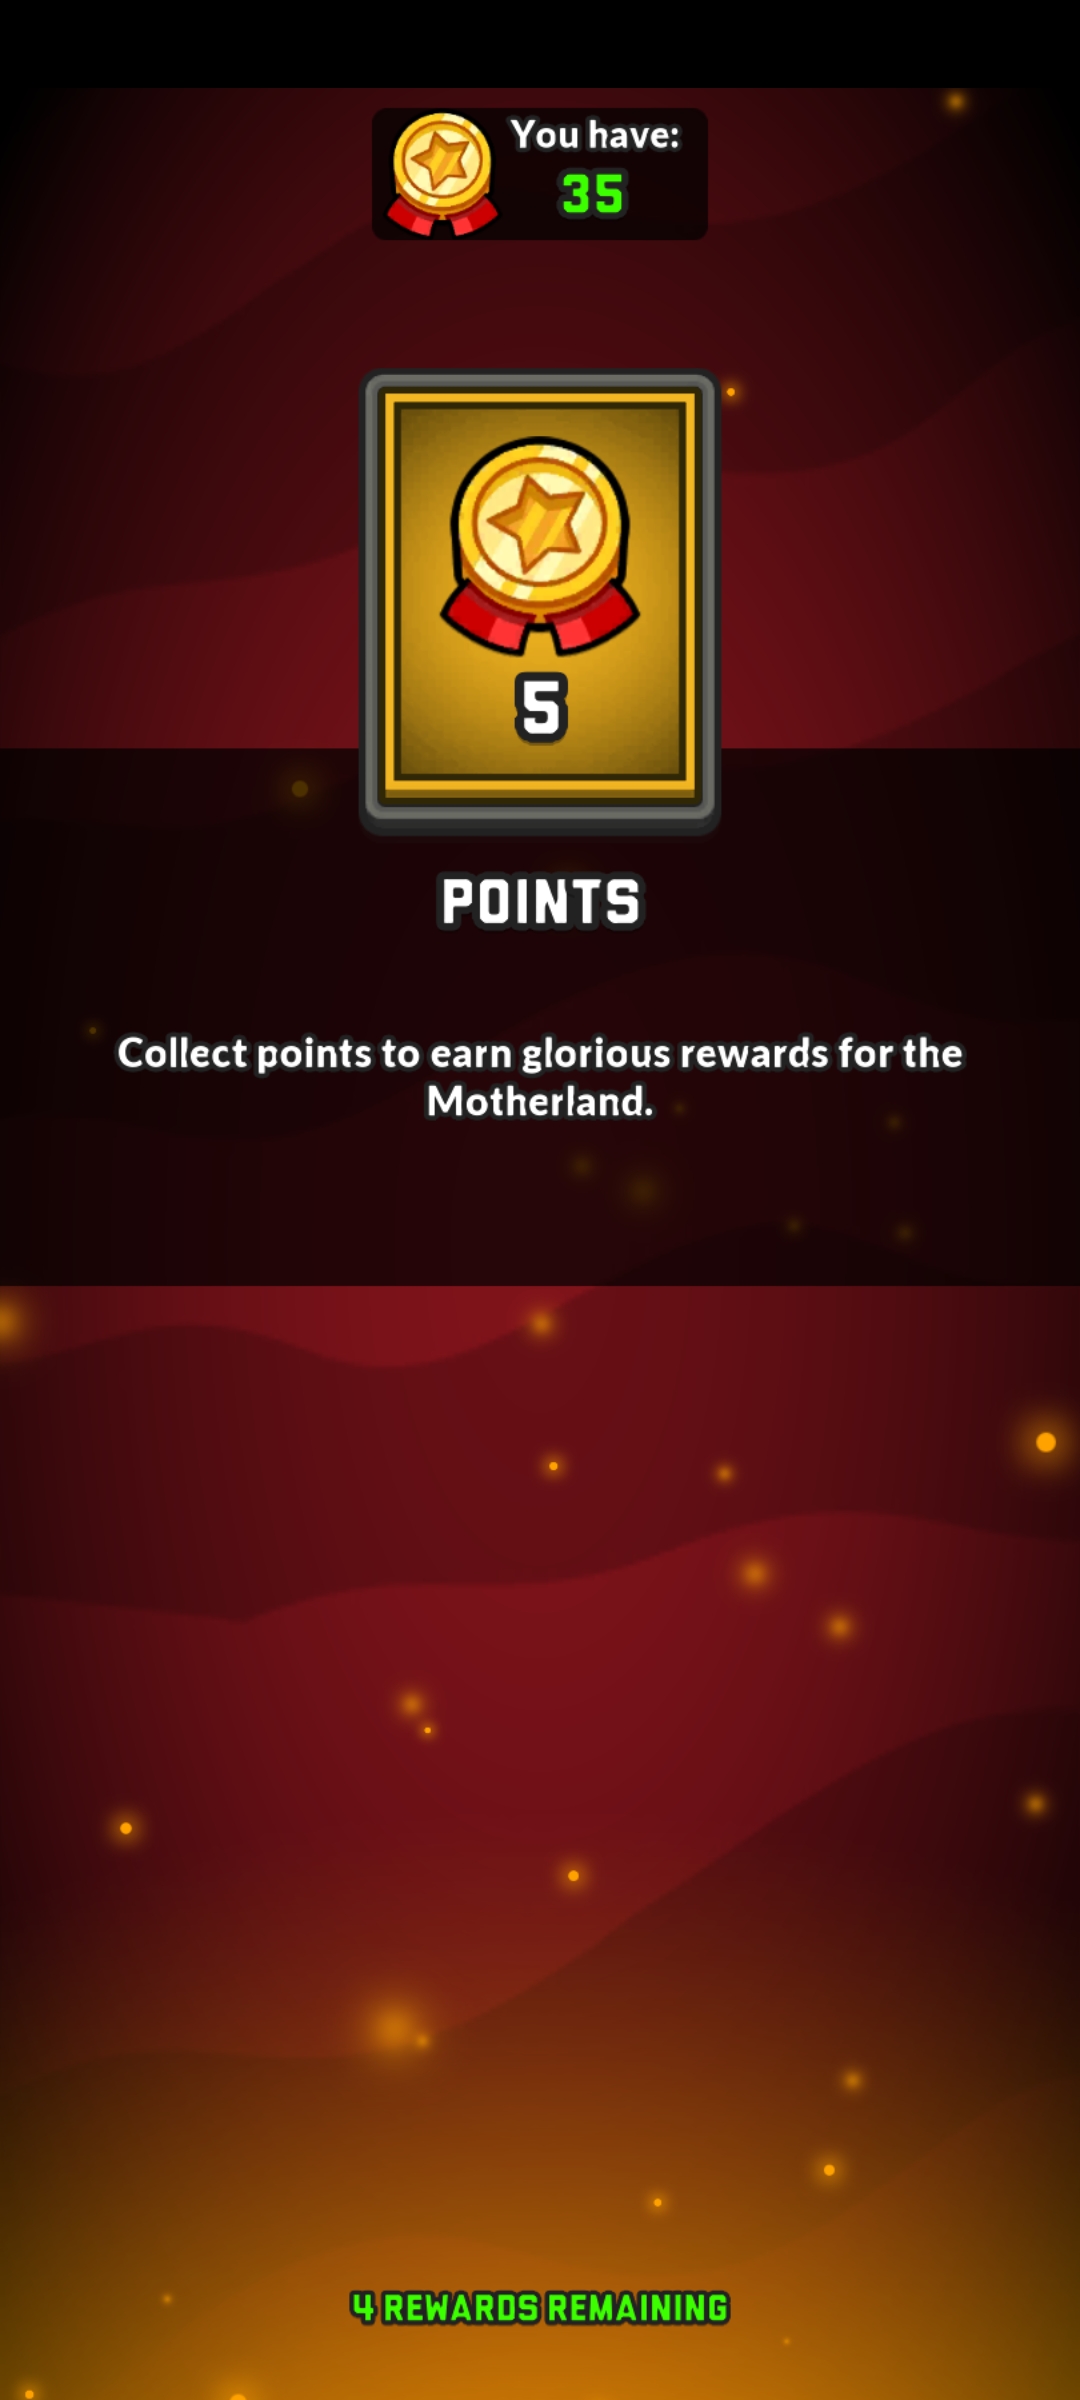 You have:
35
5
POINTS
Collect points to earn glorious rewards for the
Motherland.
4 REWARDS REMAINING